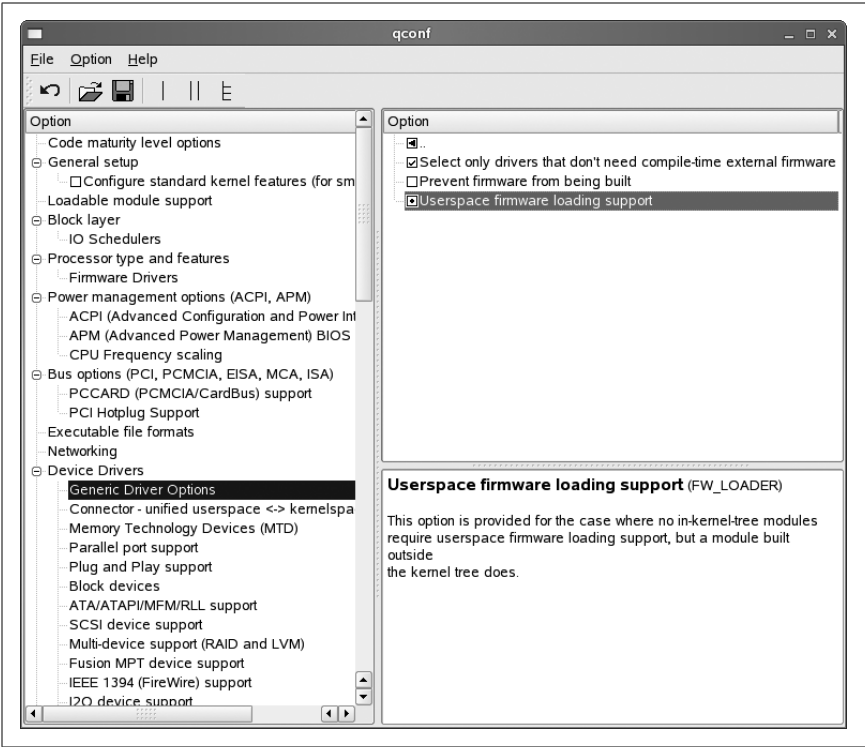 qconf
File Option Help
Option
Code maturity level options
General setup
Configure standard kernel features (for sm
Loadable module support
Block layer
IO Schedulers
Processor type and features
Firmware Drivers
Power management options (ACPI, APM)
ACPI (Advanced Configuration and Power Int
APM (Advanced Power Management) BIOS
CPU Frequency scaling
Bus options (PCI, PCMCIA, EISA, MCA, ISA)
PCCARD (PCMCIA/CardBus) support
PCI Hotplug Support
Executable file formats
Networking
Device Drivers
Generic Driver Options
Connector - unified userspace <-> kernelspa
Memory Technology Devices (MTD)
Parallel port support
Plug and Play support
Block devices
ATA/ATAPI/MFM/RLL support
SCSI device support
Multi-device support (RAID and LVM)
Fusion MPT device support
IEEE 1394 (FireWire) support
I2O device support
Option
..
Select only drivers that don't need compile-time external firmware
Prevent firmware from being built
Userspace firmware loading support
Userspace firmware loading support (FW_LOADER)
This option is provided for the case where no in-kernel-tree modules
require userspace firmware loading support, but a module built
outside
the kernel tree does.